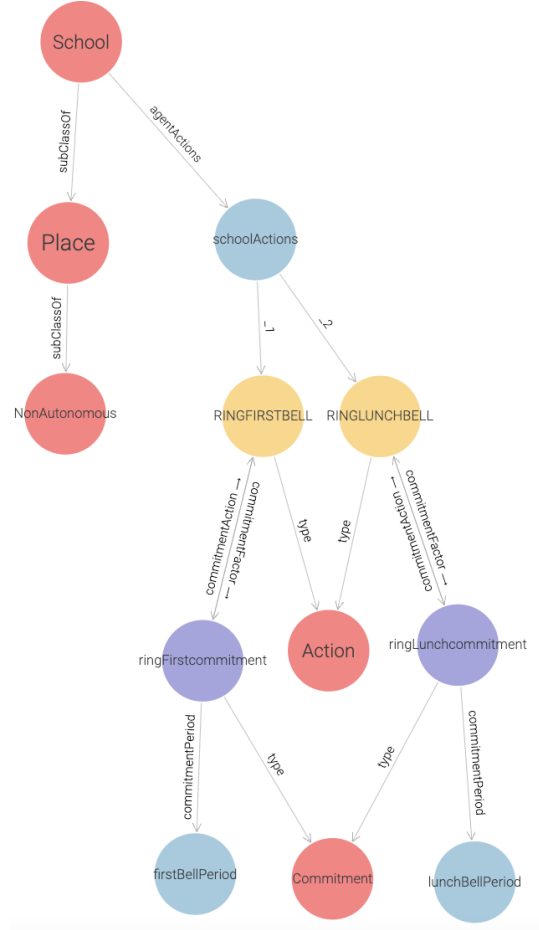 School
subClassOf
agentActions
Place
schoolActions
subClassOf
_1
_2
NonAutonomous
RINGFIRSTBELL
RINGLUNCHBELL
commitmentAction →
commitmentFactor →
type
type
commitmentFactor →
commitmentAction →
ringFirstcommitment
Action
ringLunchcommitment
commitmentPeriod
type
type
commitmentPeriod
firstBellPeriod
Commitment
lunchBellPeriod